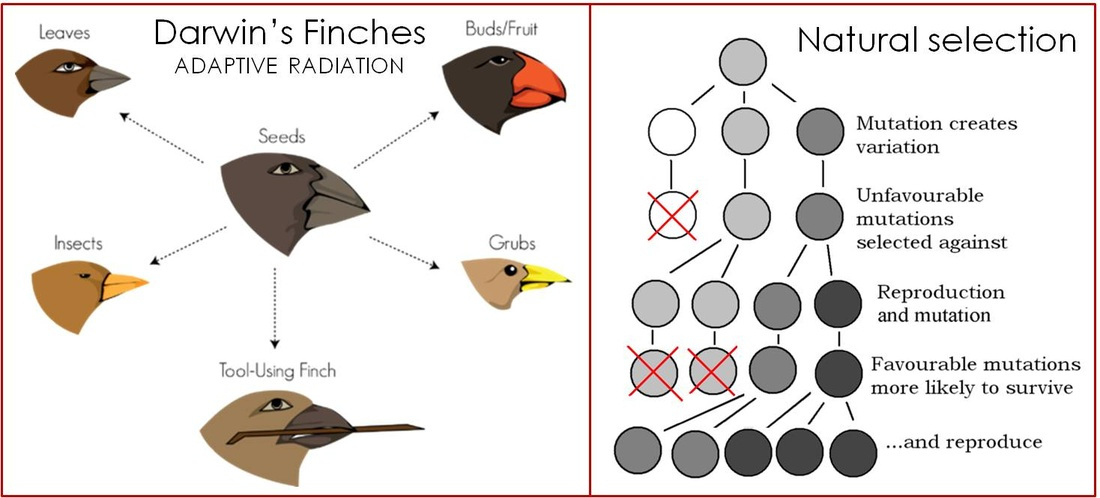 Darwin's Finches
ADAPTIVE RADIATION
Leaves
Buds/Fruit
Seeds
Insects
Grubs
Tool-Using Finch
Natural selection
Mutation creates
variation
Unfavourable
mutations
selected against
Reproduction
and mutation
Favourable mutations
more likely to survive
...and reproduce